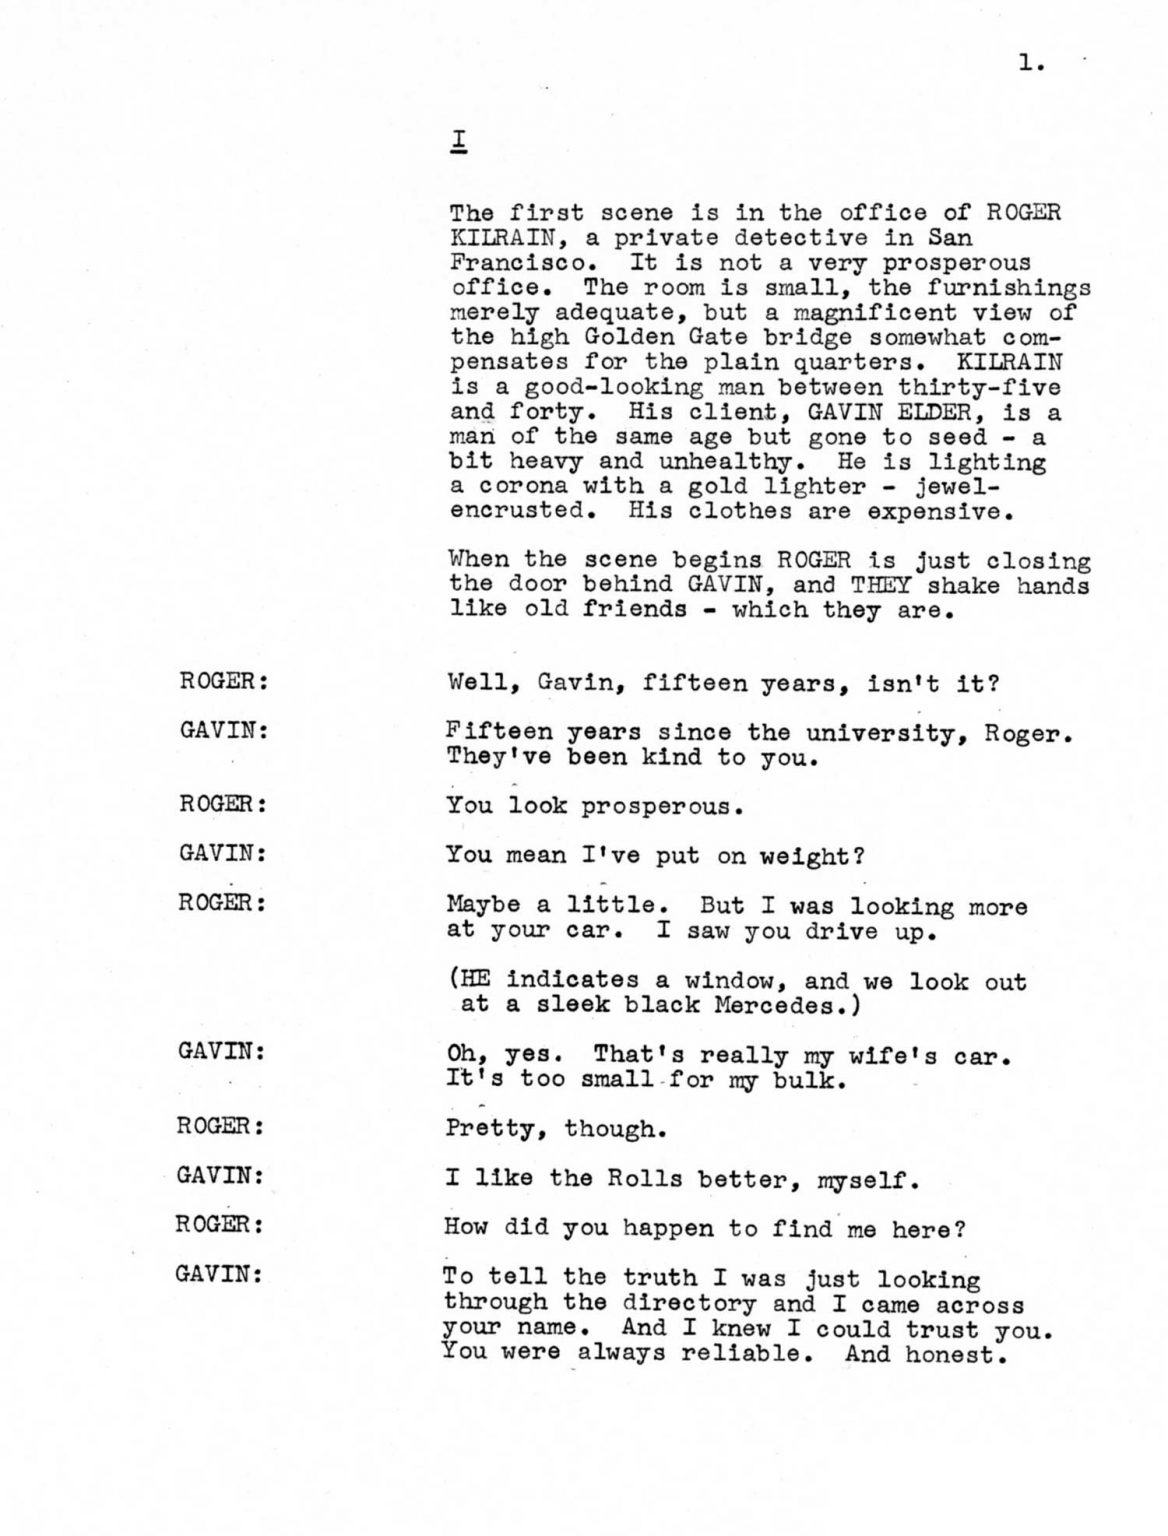 1.
I
The first scene is in the office of ROGER
KILRAIN, a private detective in San
Francisco. It is not a very prosperous
office. The room is small, the furnishings
merely adequate, but a magnificent view of
the high Golden Gate bridge somewhat com-
pensates for the plain quarters. KILRAIN
is a good-looking man between thirty-five
and forty. His client, GAVIN ELDER, is a
man of the same age but gone to seed - a
bit heavy and unhealthy. He is lighting
a corona with a gold lighter - jewel-
encrusted. His clothes are expensive.
When the scene begins ROGER is just closing
the door behind GAVIN, and THEY shake hands
like old friends - which they are.
ROGER: Well, Gavin, fifteen years, isn't it?
GAVIN: Fifteen years since the university, Roger.
They've been kind to you.
ROGER: You look prosperous.
GAVIN: You mean I've put on weight?
ROGER: Maybe a little. But I was looking more
at your car. I saw you drive up.
(HE indicates a window, and we look out
at a sleek black Mercedes.)
GAVIN: Oh, yes. That's really my wife's car.
It's too small for my bulk.
ROGER: Pretty, though.
GAVIN: I like the Rolls better, myself.
ROGER: How did you happen to find me here?
GAVIN: To tell the truth I was just looking
through the directory and I came across
your name. And I knew I could trust you.
You were always reliable. And honest.